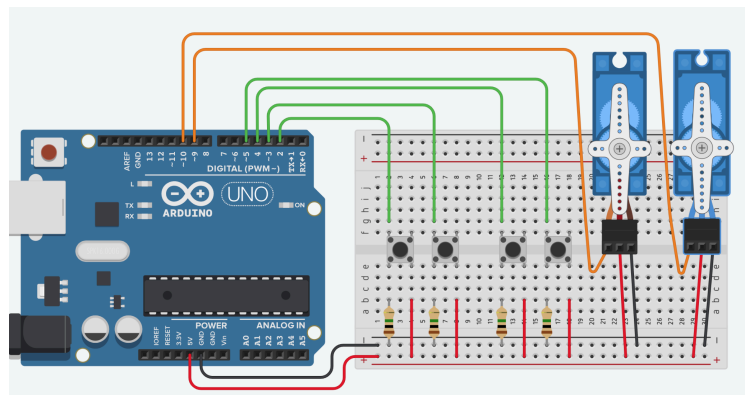 AREF
GND
13
12
~11
~10
~9
8
7
~6
~5
4
~3
2
TX→1
RX←0
DIGITAL (PWM~)
L
TX
RX
UNO
ARDUINO
ON
POWER
ANALOG IN
IOREF
RESET
3.3V
5V
GND
GND
Vin
A0
A1
A2
A3
A4
A5
j
i
h
g
f
e
d
c
b
a